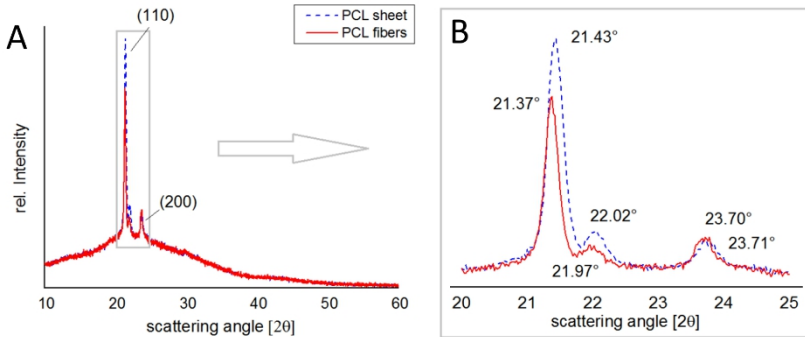 A
(110)
(200)
rel. Intensity
10 20 30 40 50 60
scattering angle [2θ]
PCL sheet
PCL fibers
B
21.43°
21.37°
22.02°
21.97°
23.70°
23.71°
20 21 22 23 24 25
scattering angle [2θ]